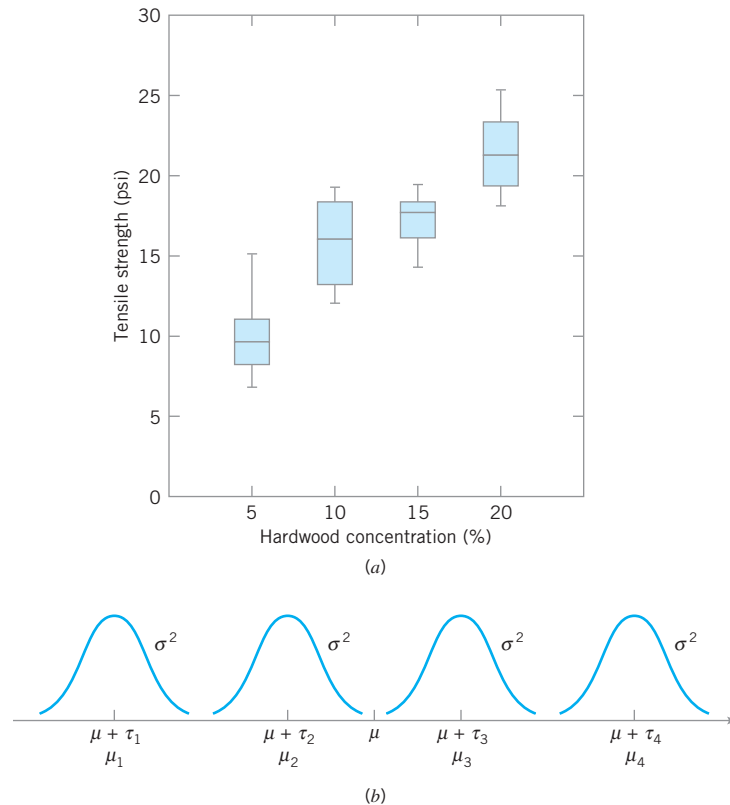 30
25
20
15
10
5
0
Tensile strength (psi)
5 10 15 20
Hardwood concentration (%)
(a)
σ² σ² σ² σ²
μ + τ₁ μ + τ₂ μ μ + τ₃ μ + τ₄
μ₁ μ₂ μ₃ μ₄
(b)